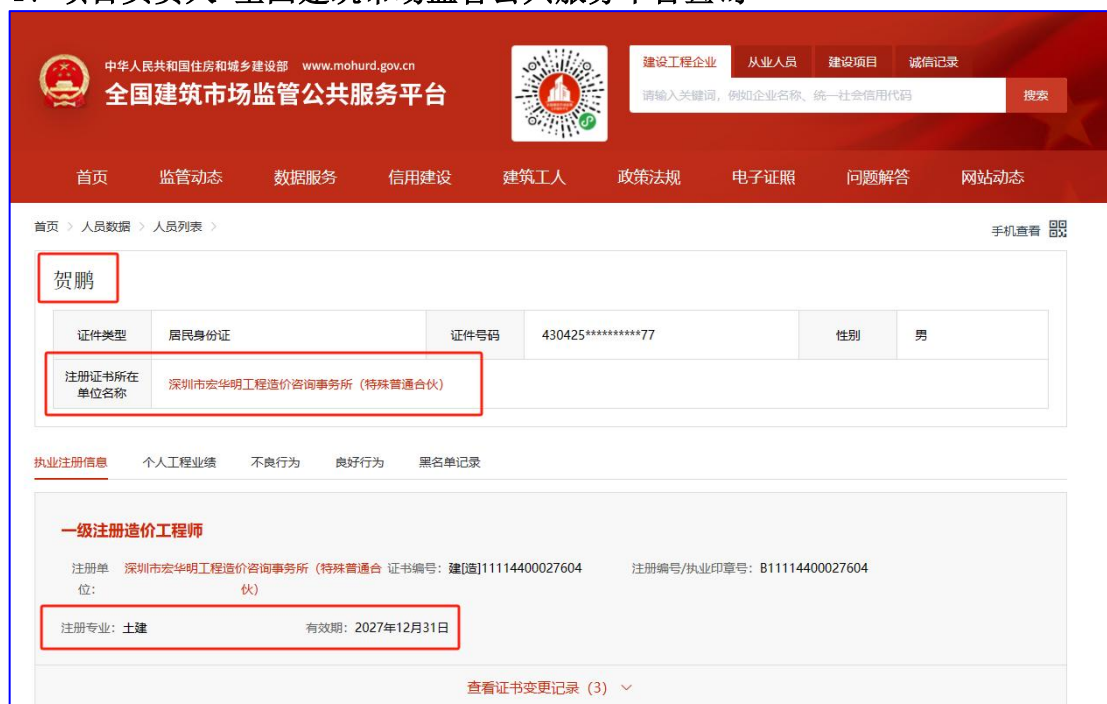 中华人民共和国住房和城乡建设部 www.mohurd.gov.cn
全国建筑市场监管公共服务平台
建设工程企业 从业人员 建设项目 诚信记录
请输入关键词，例如企业名称、统一社会信用代码 搜索
首页 监管动态 数据服务 信用建设 建筑工人 政策法规 电子证照 问题解答 网站动态
首页 > 人员数据 > 人员列表 >
手机查看
贺鹏
证件类型 居民身份证 证件号码 430425**********77 性别 男
注册证书所在
单位名称
深圳市宏华明工程造价咨询事务所（特殊普通合伙）
执业注册信息 个人工程业绩 不良行为 良好行为 黑名单记录
一级注册造价工程师
注册单 深圳市宏华明工程造价咨询事务所（特殊普通合 证书编号：建[造]11114400027604 注册编号/执业印章号：B11114400027604
位： 伙）
注册专业：土建 有效期：2027年12月31日
查看证书变更记录（3）